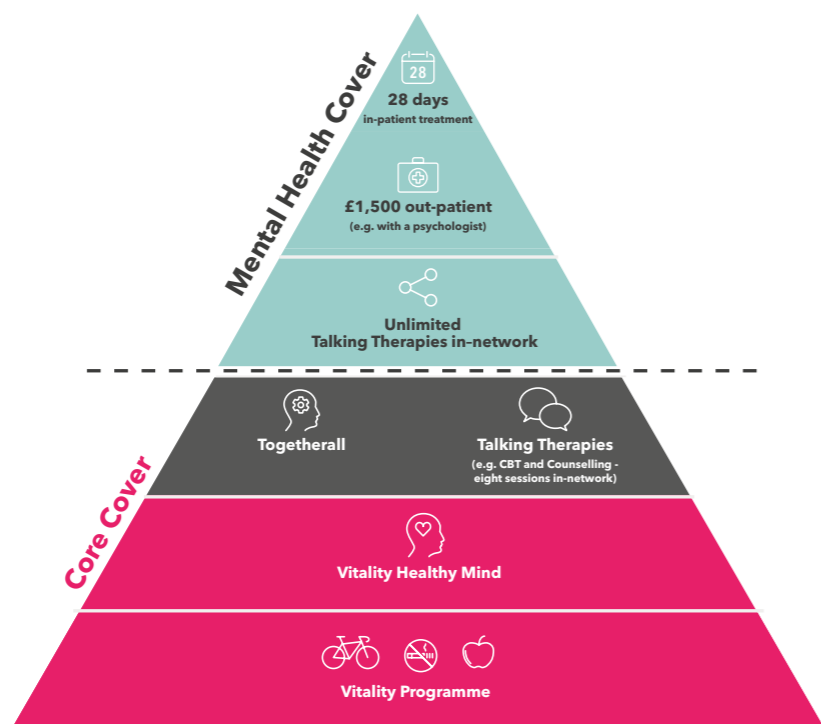 Mental Health Cover
28
28 days
in-patient treatment
£1,500 out-patient
(e.g. with a psychologist)
Unlimited
Talking Therapies in-network
Core Cover
Togetherall
Talking Therapies
(e.g. CBT and Counselling -
eight sessions in-network)
Vitality Healthy Mind
Vitality Programme